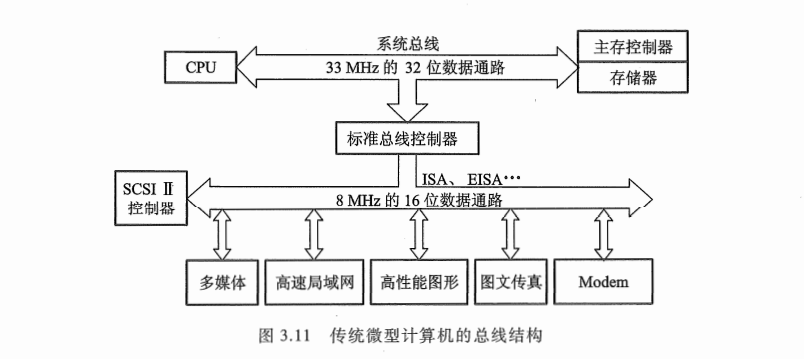 系统总线
CPU
33 MHz 的 32 位数据通路
主存控制器
存储器
标准总线控制器
ISA、EISA…
SCSI Ⅱ
控制器
8 MHz 的 16 位数据通路
多媒体
高速局域网
高性能图形
图文传真
Modem
图 3.11 传统微型计算机的总线结构